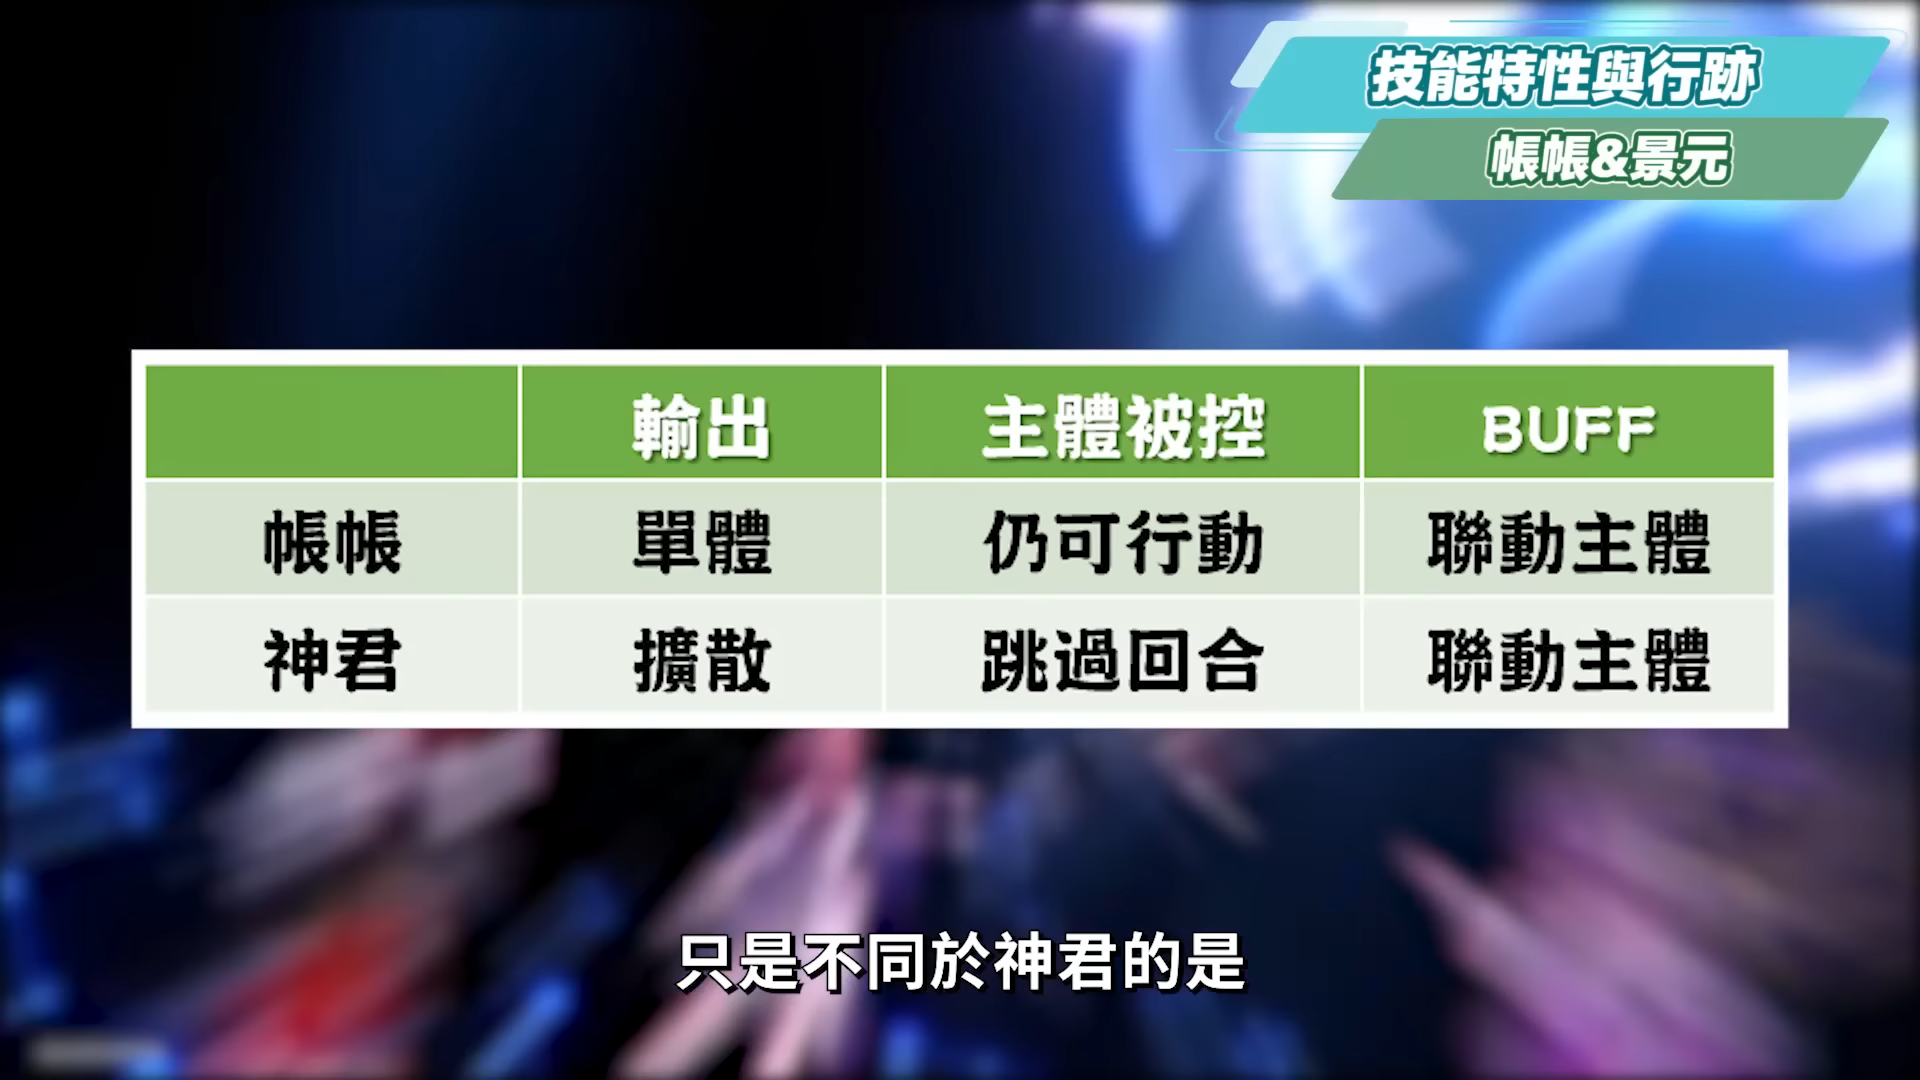 技能特性與行跡
帳帳&景元
輸出 主體被控 BUFF
帳帳 單體 仍可行動 聯動主體
神君 擴散 跳過回合 聯動主體
只是不同於神君的是